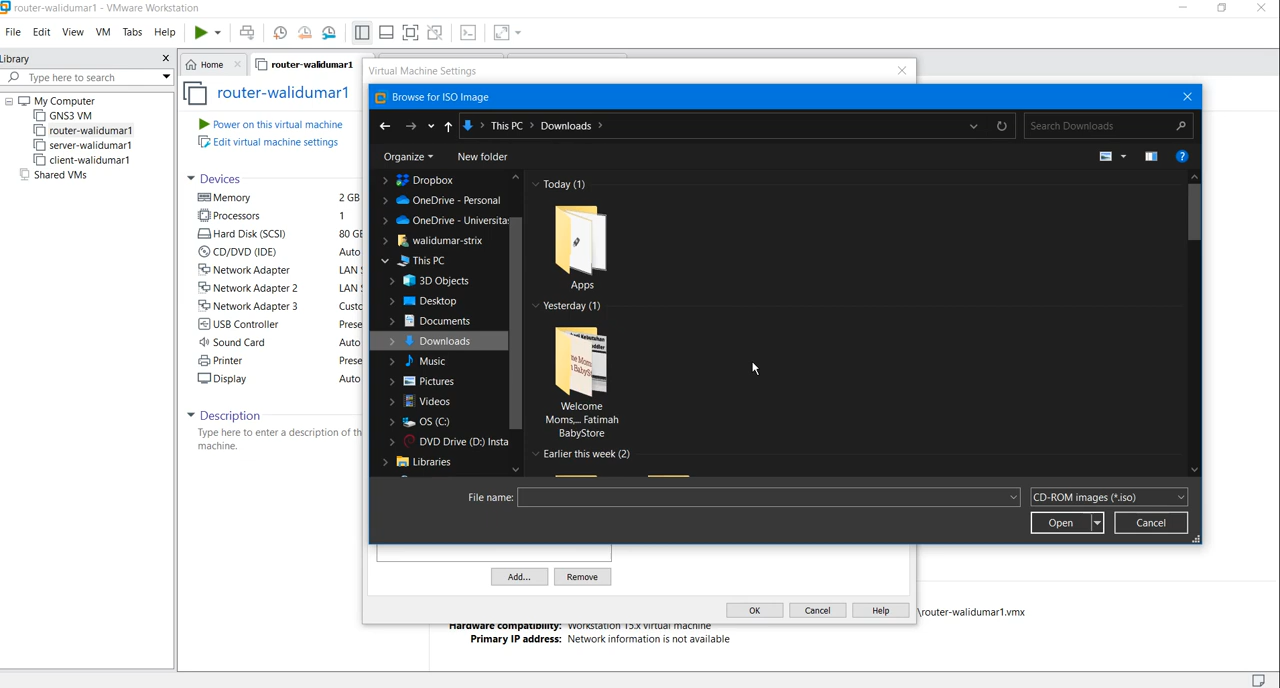 router-walidumar1 - VMware Workstation
File Edit View VM Tabs Help
Library
Type here to search
Home
router-walidumar1
Virtual Machine Settings
My Computer
GNS3 VM
router-walidumar1
server-walidumar1
client-walidumar1
Shared VMs
router-walidumar1
Power on this virtual machine
Edit virtual machine settings
Devices
Memory 2 GB
Processors 1
Hard Disk (SCSI) 80 GB
CD/DVD (IDE) Auto
Network Adapter LAN
Network Adapter 2 LAN
Network Adapter 3 Custo
USB Controller Prese
Sound Card Auto
Printer Prese
Display Auto
Description
Type here to enter a description of th
machine.
Browse for ISO Image
This PC Downloads
Search Downloads
Organize New folder
Dropbox
OneDrive - Personal
OneDrive - Universitas
walidumar-strix
This PC
3D Objects
Desktop
Documents
Downloads
Music
Pictures
Videos
OS (C:)
DVD Drive (D:) Insta
Libraries
Today (1)
Apps
Yesterday (1)
Welcome
Moms,... Fatimah
BabyStore
Earlier this week (2)
File name:
CD-ROM images (*.iso)
Open Cancel
Add... Remove
OK Cancel Help
\router-walidumar1.vmx
Hardware compatibility: Workstation 15.x virtual machine
Primary IP address: Network information is not available